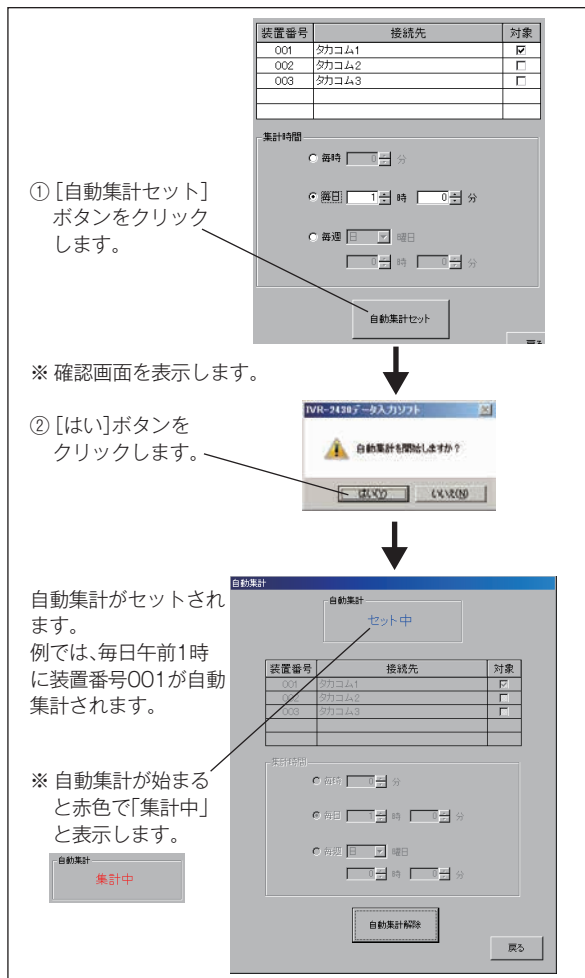 装置番号 接続先 対象
001 タカコム1
002 タカコム2
003 タカコム3
集計時間
毎時 0 分
毎日 1 時 0 分
毎週 日 曜日
0 時 0 分
自動集計セット
戻る
① [自動集計セット]
ボタンをクリック
します。
※ 確認画面を表示します。
IVR-2430データ入力ソフト
自動集計を開始しますか？
はい(Y) いいえ(N)
② [はい]ボタンを
クリックします。
自動集計
自動集計
セット中
自動集計がセットされ
ます。
例では、毎日午前1時
に装置番号001が自動
集計されます。
装置番号 接続先 対象
001 タカコム1
002 タカコム2
003 タカコム3
集計時間
毎時 0 分
毎日 1 時 0 分
毎週 日 曜日
0 時 0 分
※ 自動集計が始まる
と赤色で「集計中」
と表示します。
自動集計
集計中
自動集計解除
戻る